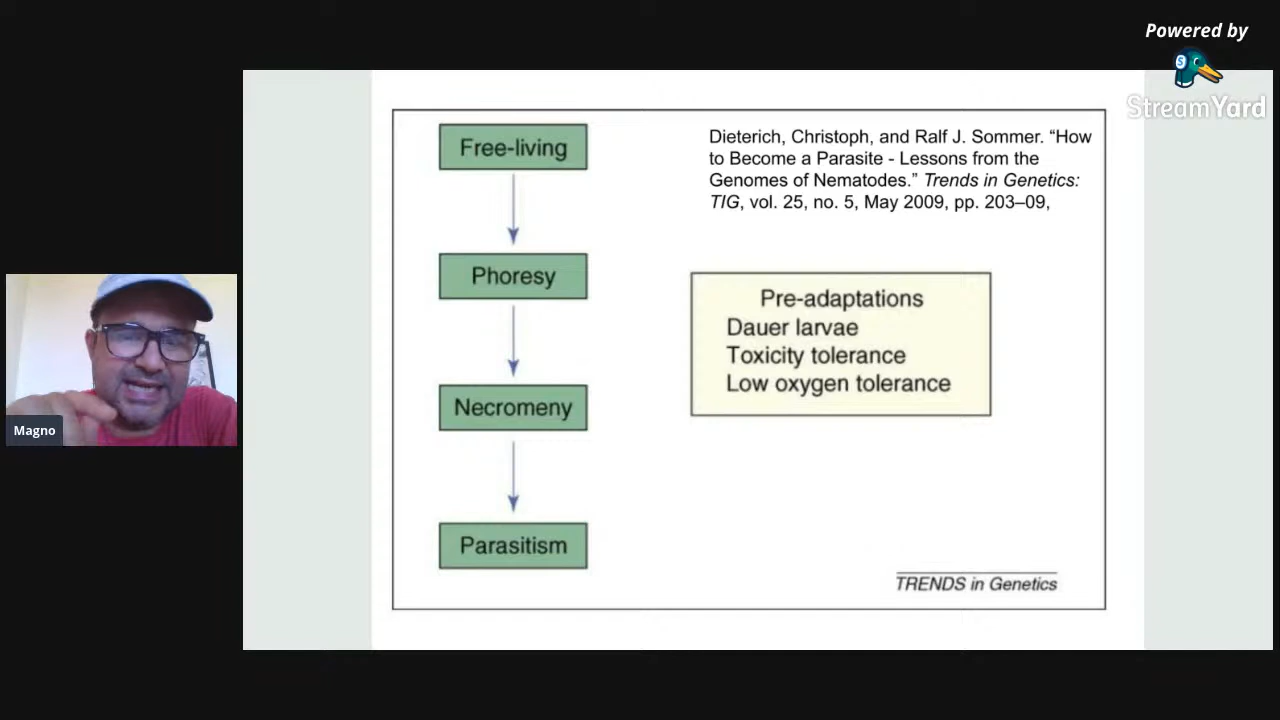 Powered by
StreamYard
Free-living
Phoresy
Necromeny
Parasitism
Dieterich, Christoph, and Ralf J. Sommer. “How
to Become a Parasite - Lessons from the
Genomes of Nematodes.” Trends in Genetics:
TIG, vol. 25, no. 5, May 2009, pp. 203–09,
Pre-adaptations
Dauer larvae
Toxicity tolerance
Low oxygen tolerance
TRENDS in Genetics
Magno